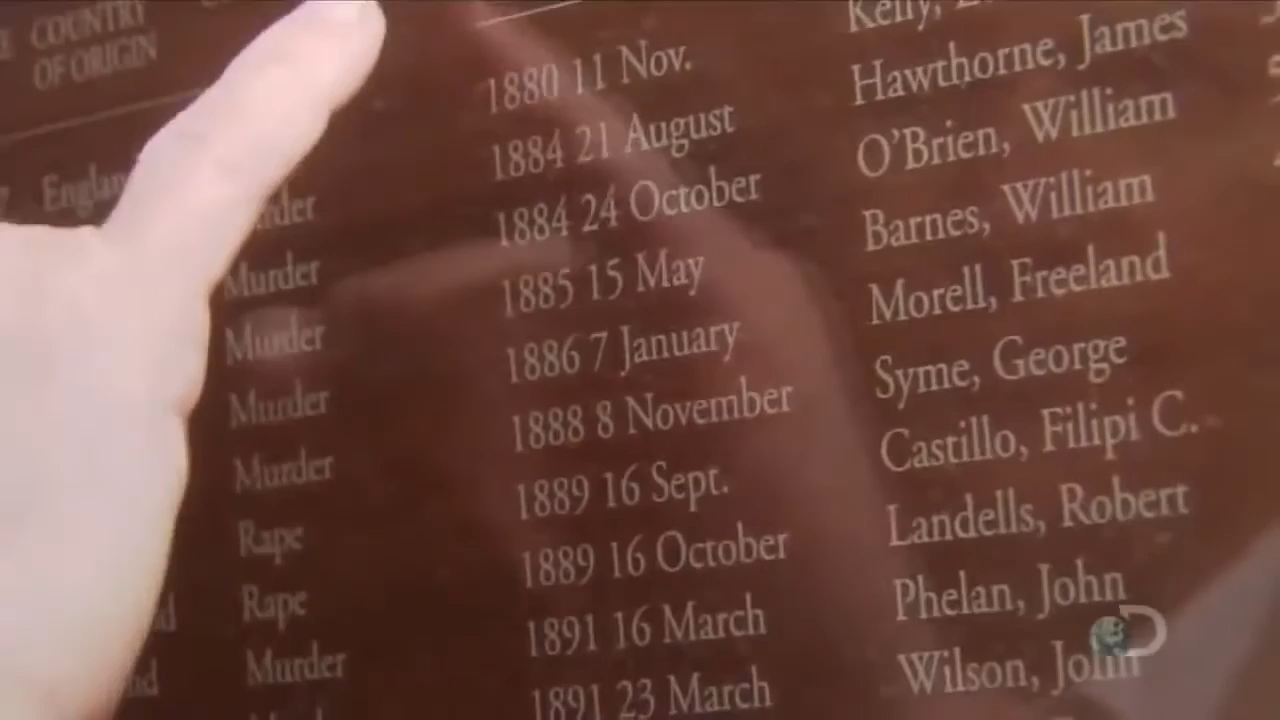 COUNTRY
OF ORIGIN
1880 11 Nov. Kelly,
1884 21 August Hawthorne, James
Murder 1884 24 October O'Brien, William
Murder 1885 15 May Barnes, William
Murder 1886 7 January Morell, Freeland
Murder 1888 8 November Syme, George
Rape 1889 16 Sept. Castillo, Filipi C.
Rape 1889 16 October Landells, Robert
Murder 1891 16 March Phelan, John
1891 23 March Wilson, John